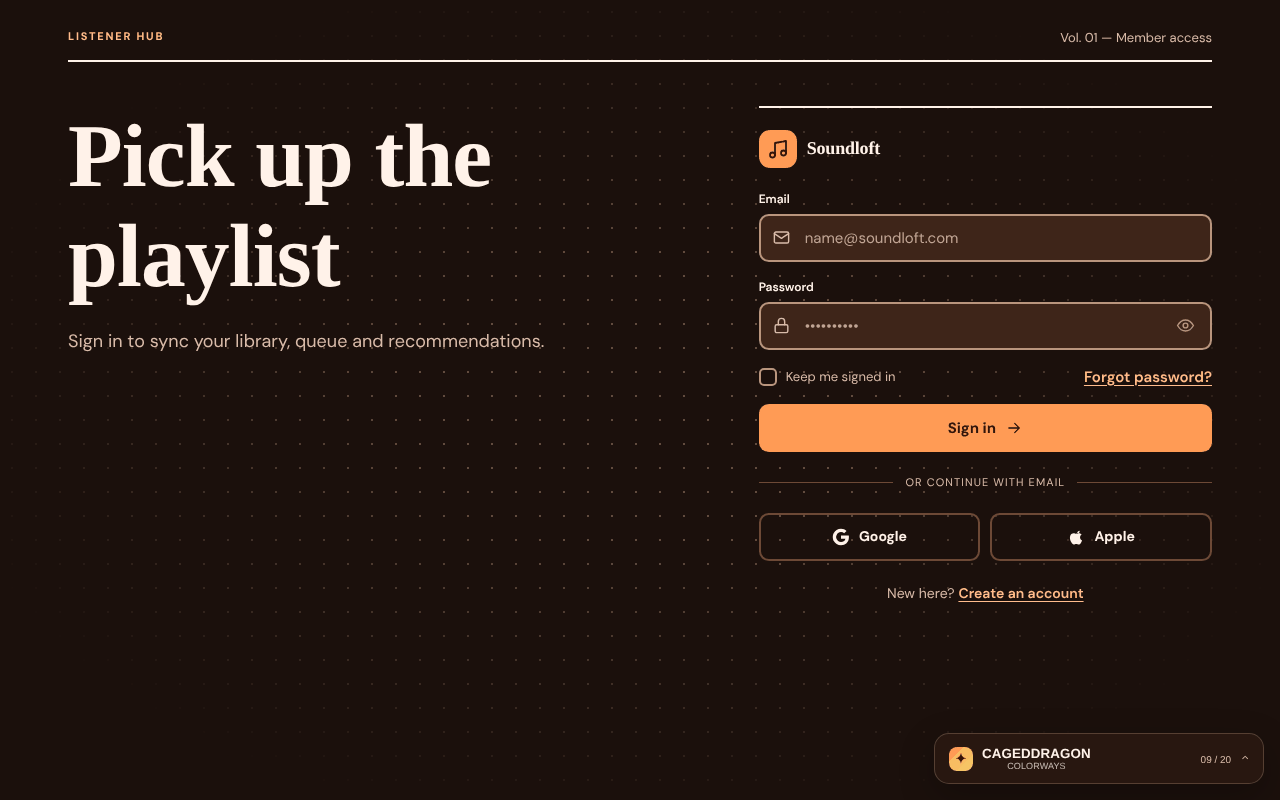 LISTENER HUB
Vol. 01 — Member access
Pick up the
playlist
Sign in to sync your library, queue and recommendations.
Soundloft
Email
name@soundloft.com
Password
••••••••••
Keep me signed in
Forgot password?
Sign in →
OR CONTINUE WITH EMAIL
Google
Apple
New here? Create an account
CAGEDDRAGON
COLORWAYS
09 / 20